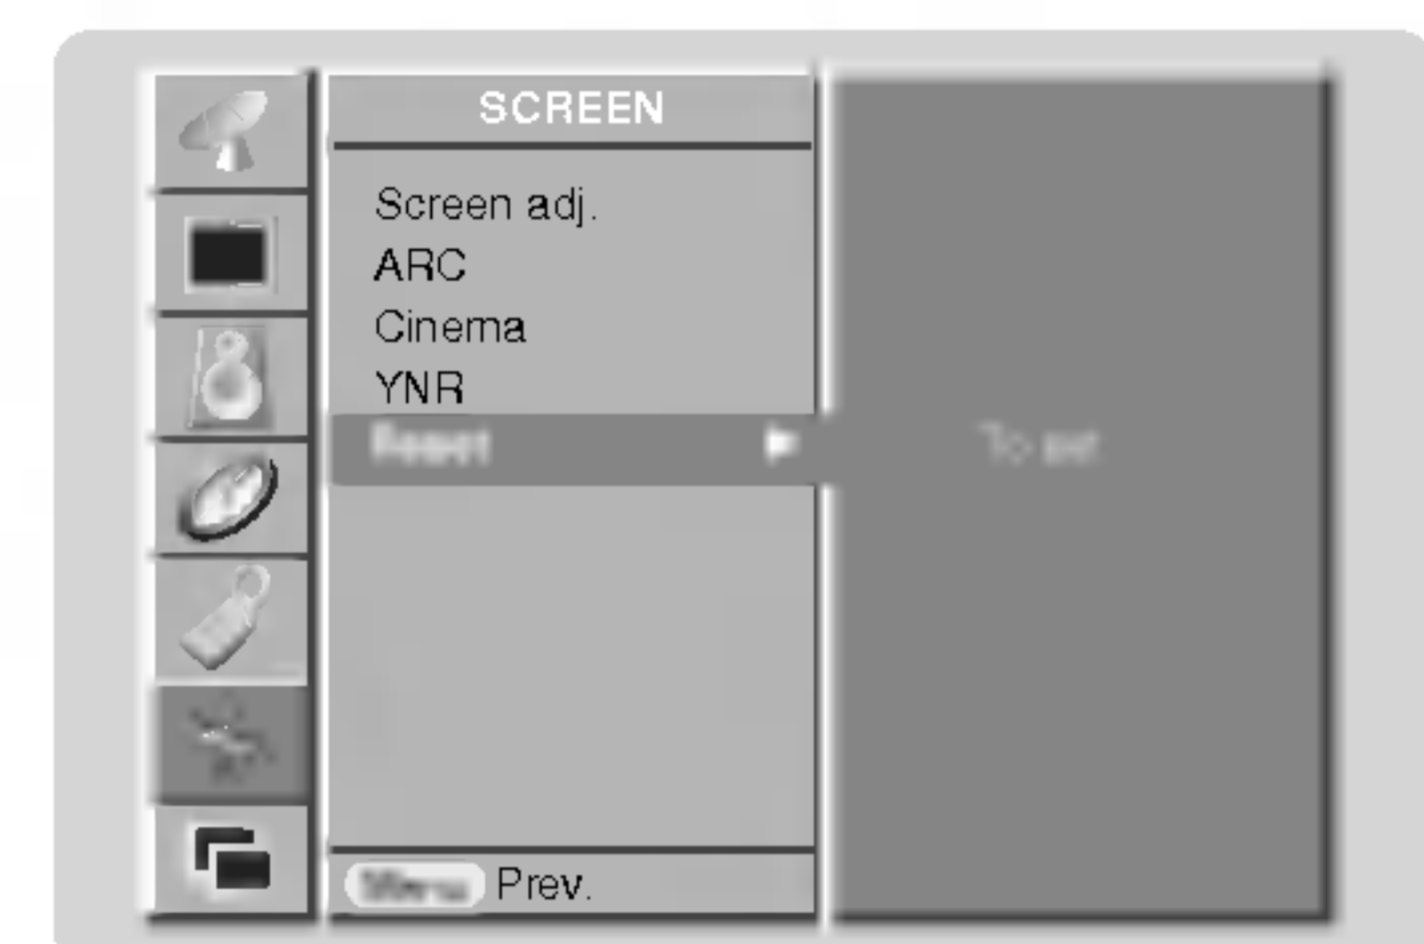 SCREEN
Screen adj.
ARC
Cinema
YNR
Reset
To set
Menu Prev.